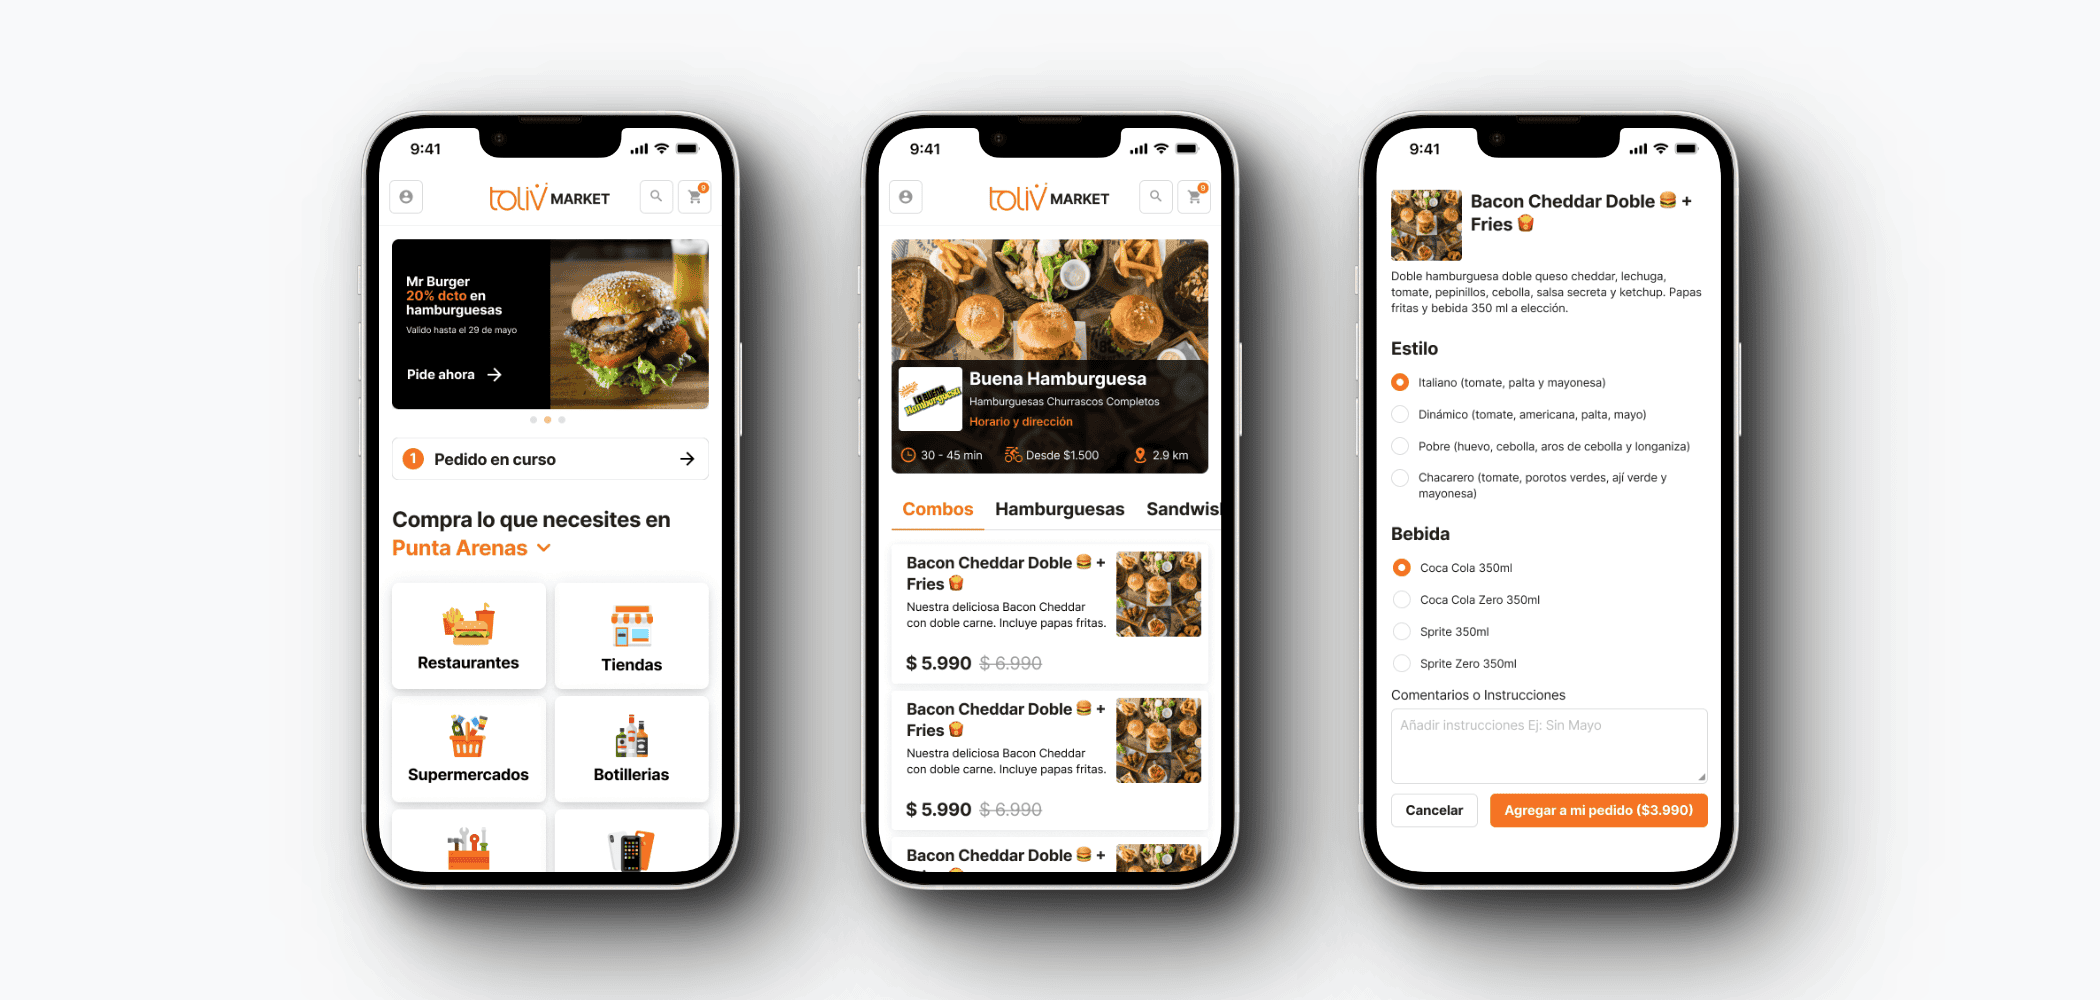 9:41
toliv MARKET
9
Mr Burger
20% dcto en
hamburguesas
Valido hasta el 29 de mayo
Pide ahora
1 Pedido en curso
Compra lo que necesites en
Punta Arenas
Restaurantes
Tiendas
Supermercados
Botillerias
9:41
toliv MARKET
9
LA BUENA
Hamburguesa
Buena Hamburguesa
Hamburguesas Churrascos Completos
Horario y dirección
30 - 45 min
Desde $1.500
2.9 km
Combos
Hamburguesas
Sandwis
Bacon Cheddar Doble 🍔 +
Fries 🍟
Nuestra deliciosa Bacon Cheddar
con doble carne. Incluye papas fritas.
$ 5.990 $ 6.990
Bacon Cheddar Doble 🍔 +
Fries 🍟
Nuestra deliciosa Bacon Cheddar
con doble carne. Incluye papas fritas.
$ 5.990 $ 6.990
Bacon Cheddar Doble 🍔 +
9:41
Bacon Cheddar Doble 🍔 +
Fries 🍟
Doble hamburguesa doble queso cheddar, lechuga,
tomate, pepinillos, cebolla, salsa secreta y ketchup. Papas
fritas y bebida 350 ml a elección.
Estilo
Italiano (tomate, palta y mayonesa)
Dinámico (tomate, americana, palta, mayo)
Pobre (huevo, cebolla, aros de cebolla y longaniza)
Chacarero (tomate, porotos verdes, ají verde y
mayonesa)
Bebida
Coca Cola 350ml
Coca Cola Zero 350ml
Sprite 350ml
Sprite Zero 350ml
Comentarios o Instrucciones
Añadir instrucciones Ej: Sin Mayo
Cancelar
Agregar a mi pedido ($3.990)